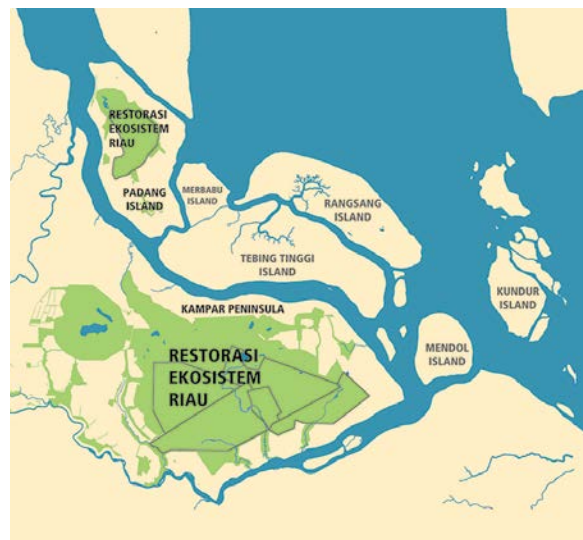 RESTORASI
EKOSISTEM
RIAU
PADANG
ISLAND
MERBABU
ISLAND
RANGSANG
ISLAND
TEBING TINGGI
ISLAND
KAMPAR PENINSULA
KUNDUR
ISLAND
MENDOL
ISLAND
RESTORASI
EKOSISTEM
RIAU